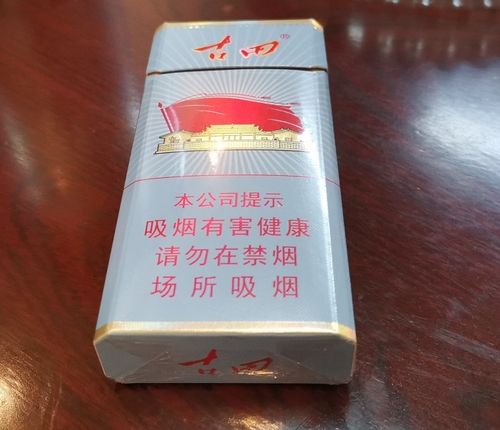 古田®
本公司提示
吸烟有害健康
请勿在禁烟
场所吸烟
古田